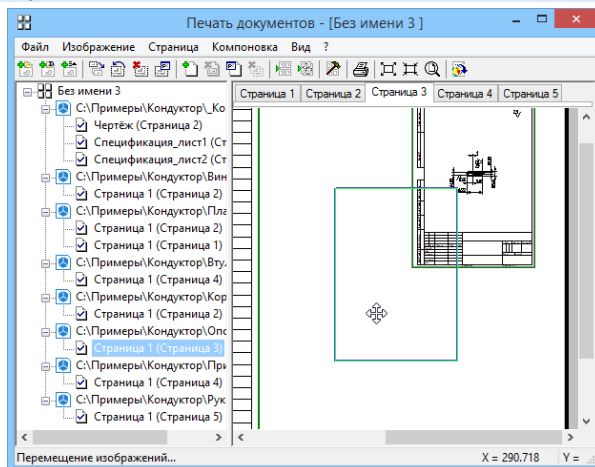 Печать документов - [Без имени 3 ]
Файл Изображение Страница Компоновка Вид ?
Без имени 3
C:\Примеры\Кондуктор\_Ко
Чертёж (Страница 2)
Спецификация_лист1 (Ст
Спецификация_лист2 (Ст
C:\Примеры\Кондуктор\Вин
Страница 1 (Страница 2)
C:\Примеры\Кондуктор\Пла
Страница 1 (Страница 2)
Страница 1 (Страница 1)
C:\Примеры\Кондуктор\Вту.
Страница 1 (Страница 4)
C:\Примеры\Кондуктор\Кор
Страница 1 (Страница 2)
C:\Примеры\Кондуктор\Опо
Страница 1 (Страница 3)
C:\Примеры\Кондуктор\При
Страница 1 (Страница 4)
C:\Примеры\Кондуктор\Рук
Страница 1 (Страница 5)
Страница 1 Страница 2 Страница 3 Страница 4 Страница 5
Перемещение изображений... X = 290.718 Y =